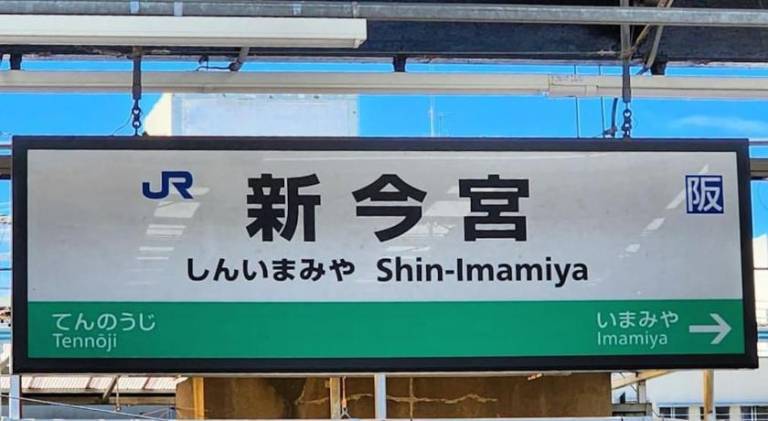 JR 新今宮 阪
しんいまみや Shin-Imamiya
てんのうじ いまみや →
Tennōji Imamiya